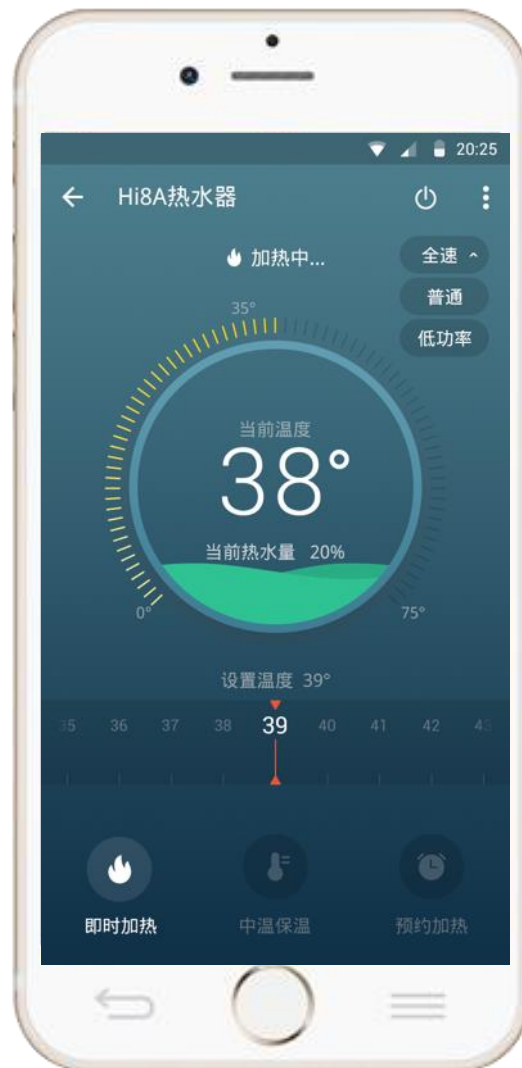 20:25
Hi8A热水器
加热中...
全速
普通
低功率
35°
当前温度
38°
当前热水量 20%
0°
75°
设置温度 39°
35 36 37 38 39 40 41 42 43
即时加热 中温保温 预约加热